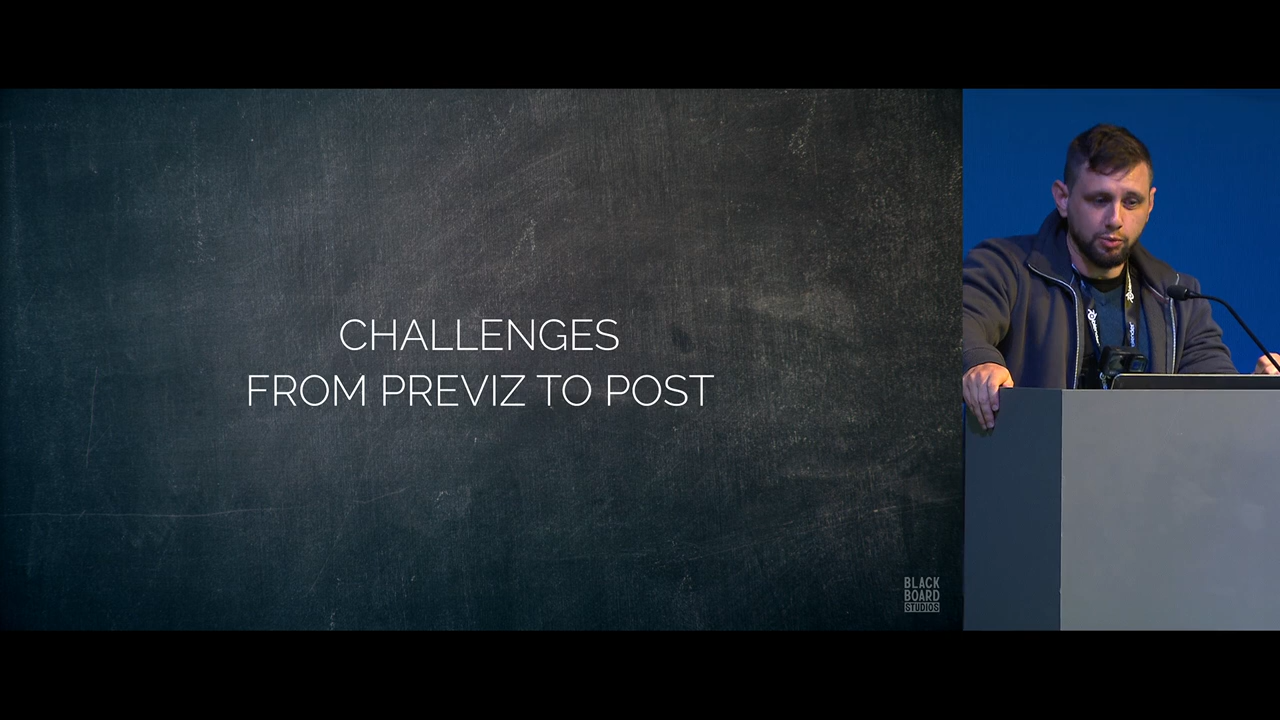 CHALLENGES
FROM PREVIZ TO POST
BLACK
BOARD
STUDIOS